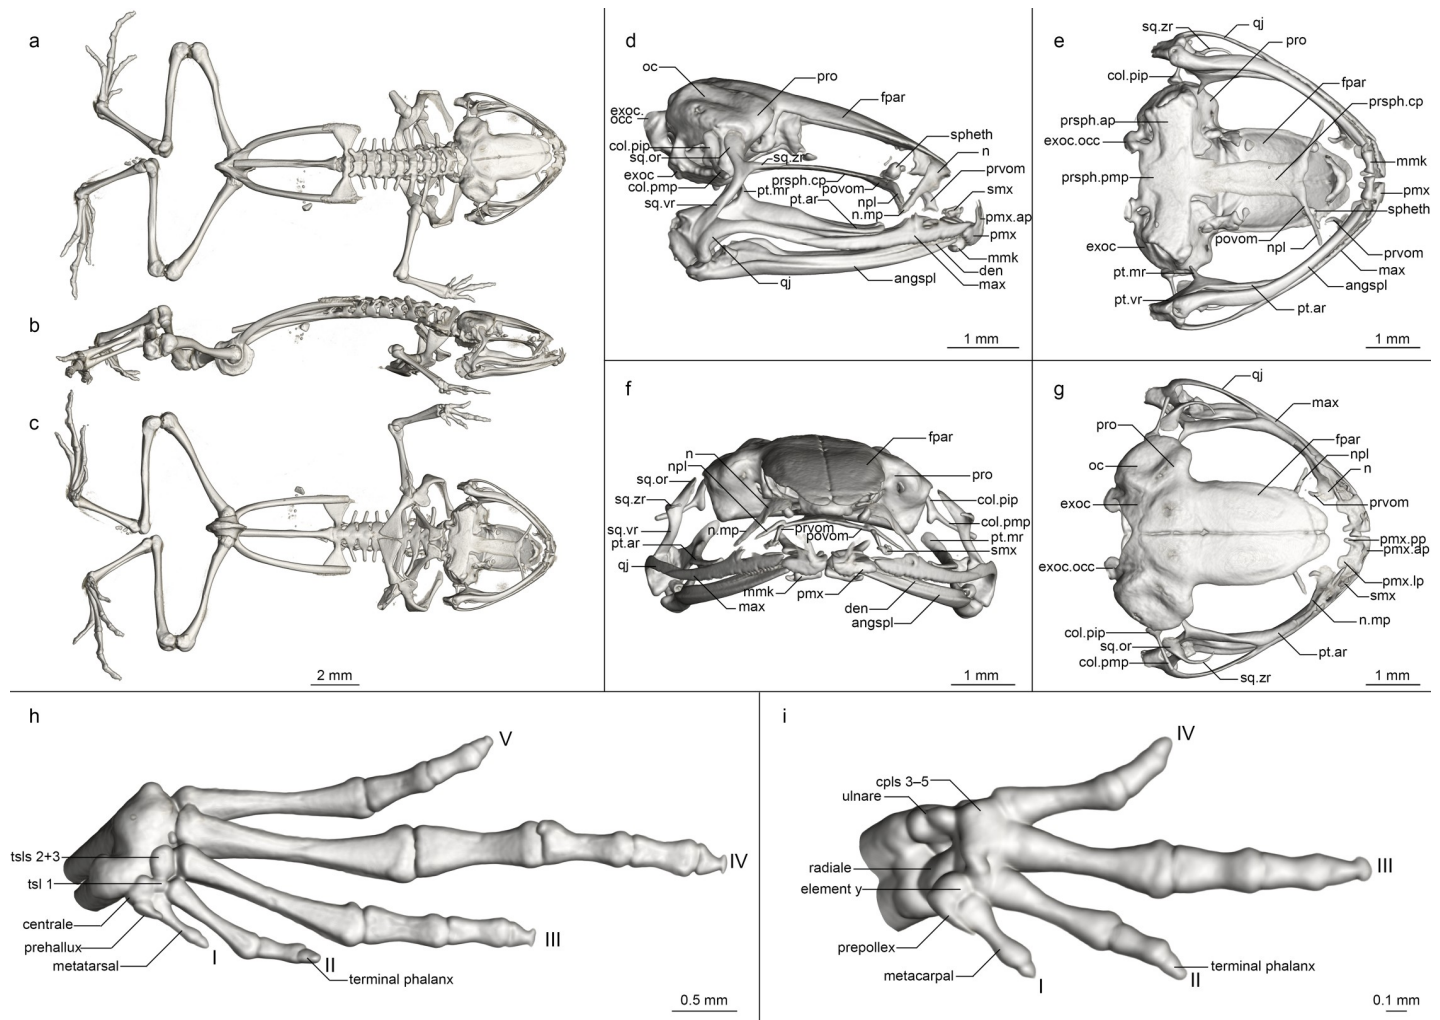 a
b
c
2 mm
d
oc
pro
fpar
exoc.
occ
spheth
col.pip
sq.or
sq.zr
n
exoc
prsph.cp
prvom
col.pmp
povom
smx
pt.mr
npl
sq.vr
pt.ar
n.mp
pmx.ap
pmx
mmk
den
qj
angspl
max
1 mm
e
qj
sq.zr
pro
col.pip
fpar
prsph.cp
prsph.ap
exoc.occ
mmk
prsph.pmp
pmx
spheth
exoc
povom
npl
prvom
pt.mr
max
angspl
pt.vr
pt.ar
1 mm
f
fpar
n
npl
sq.or
pro
sq.zr
col.pip
n.mp
prvom
col.pmp
sq.vr
povom
pt.mr
pt.ar
smx
qj
mmk
pmx
den
max
angspl
1 mm
g
qj
max
pro
fpar
npl
oc
n
exoc
prvom
pmx.pp
pmx.ap
exoc.occ
pmx.lp
smx
n.mp
col.pip
sq.or
pt.ar
col.pmp
sq.zr
1 mm
h
V
tsls 2+3
IV
tsl 1
centrale
prehallux
III
metatarsal
I
II
terminal phalanx
0.5 mm
i
IV
cpls 3–5
ulnare
radiale
III
element y
prepollex
terminal phalanx
metacarpal
I
II
0.1 mm